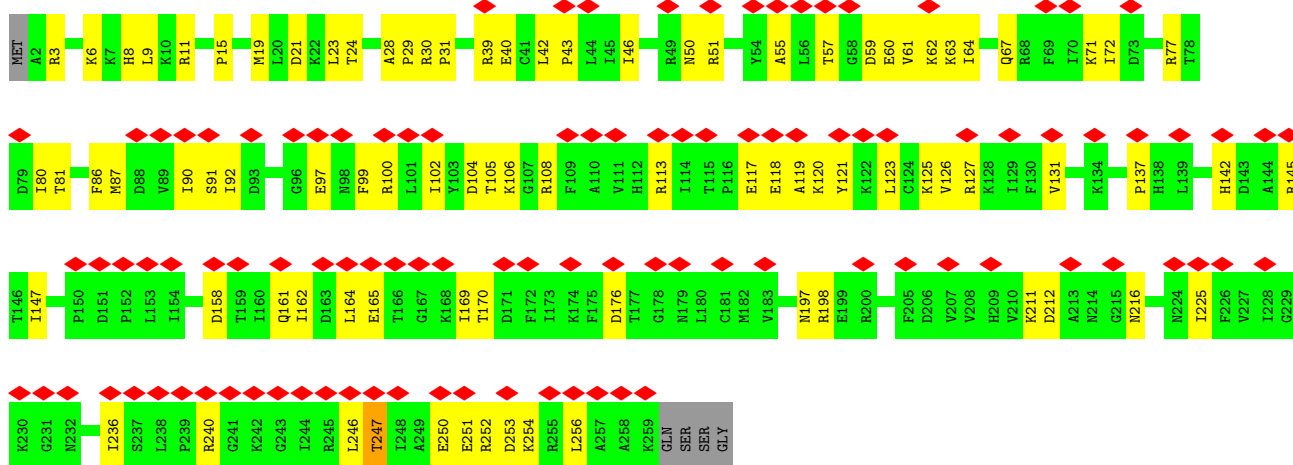 MET A2 R3 K6 K7 H8 L9 K10 R11 P15 M19 L20 D21 K22 L23 T24 A28 P29 R30 P31 R39 E40 C41 L42 P43 L44 I45 I46 R49 N50 R51 Y54 A55 L56 T57 G58 D59 E60 V61 K62 K63 I64 Q67 R68 F69 I70 K71 I72 D73 R77 T78
D79 I80 T81 F86 M87 D88 V89 I90 S91 I92 D93 G96 E97 N98 F99 R100 L101 I102 Y103 D104 T105 K106 G107 R108 F109 A110 V111 H112 R113 I114 T115 P116 E117 E118 A119 K120 Y121 K122 L123 C124 K125 V126 R127 K128 I129 F130 V131 K134 P137 H138 L139 H142 D143 A144 R145
T146 I147 P150 D151 P152 L153 I154 D158 T159 I160 Q161 I162 D163 L164 E165 T166 G167 K168 I169 T170 D171 F172 I173 K174 F175 D176 T177 G178 N179 L180 C181 M182 V183 N197 R198 E199 R200 F205 D206 V207 V208 H209 V210 K211 D212 A213 N214 G215 N216 N224 I225 F226 V227 I228 G229
K230 G231 N232 I236 S237 L238 P239 R240 G241 K242 G243 I244 R245 L246 T247 I248 A249 E250 E251 R252 D253 K254 R255 L256 A257 A258 K259 GLN SER SER GLY